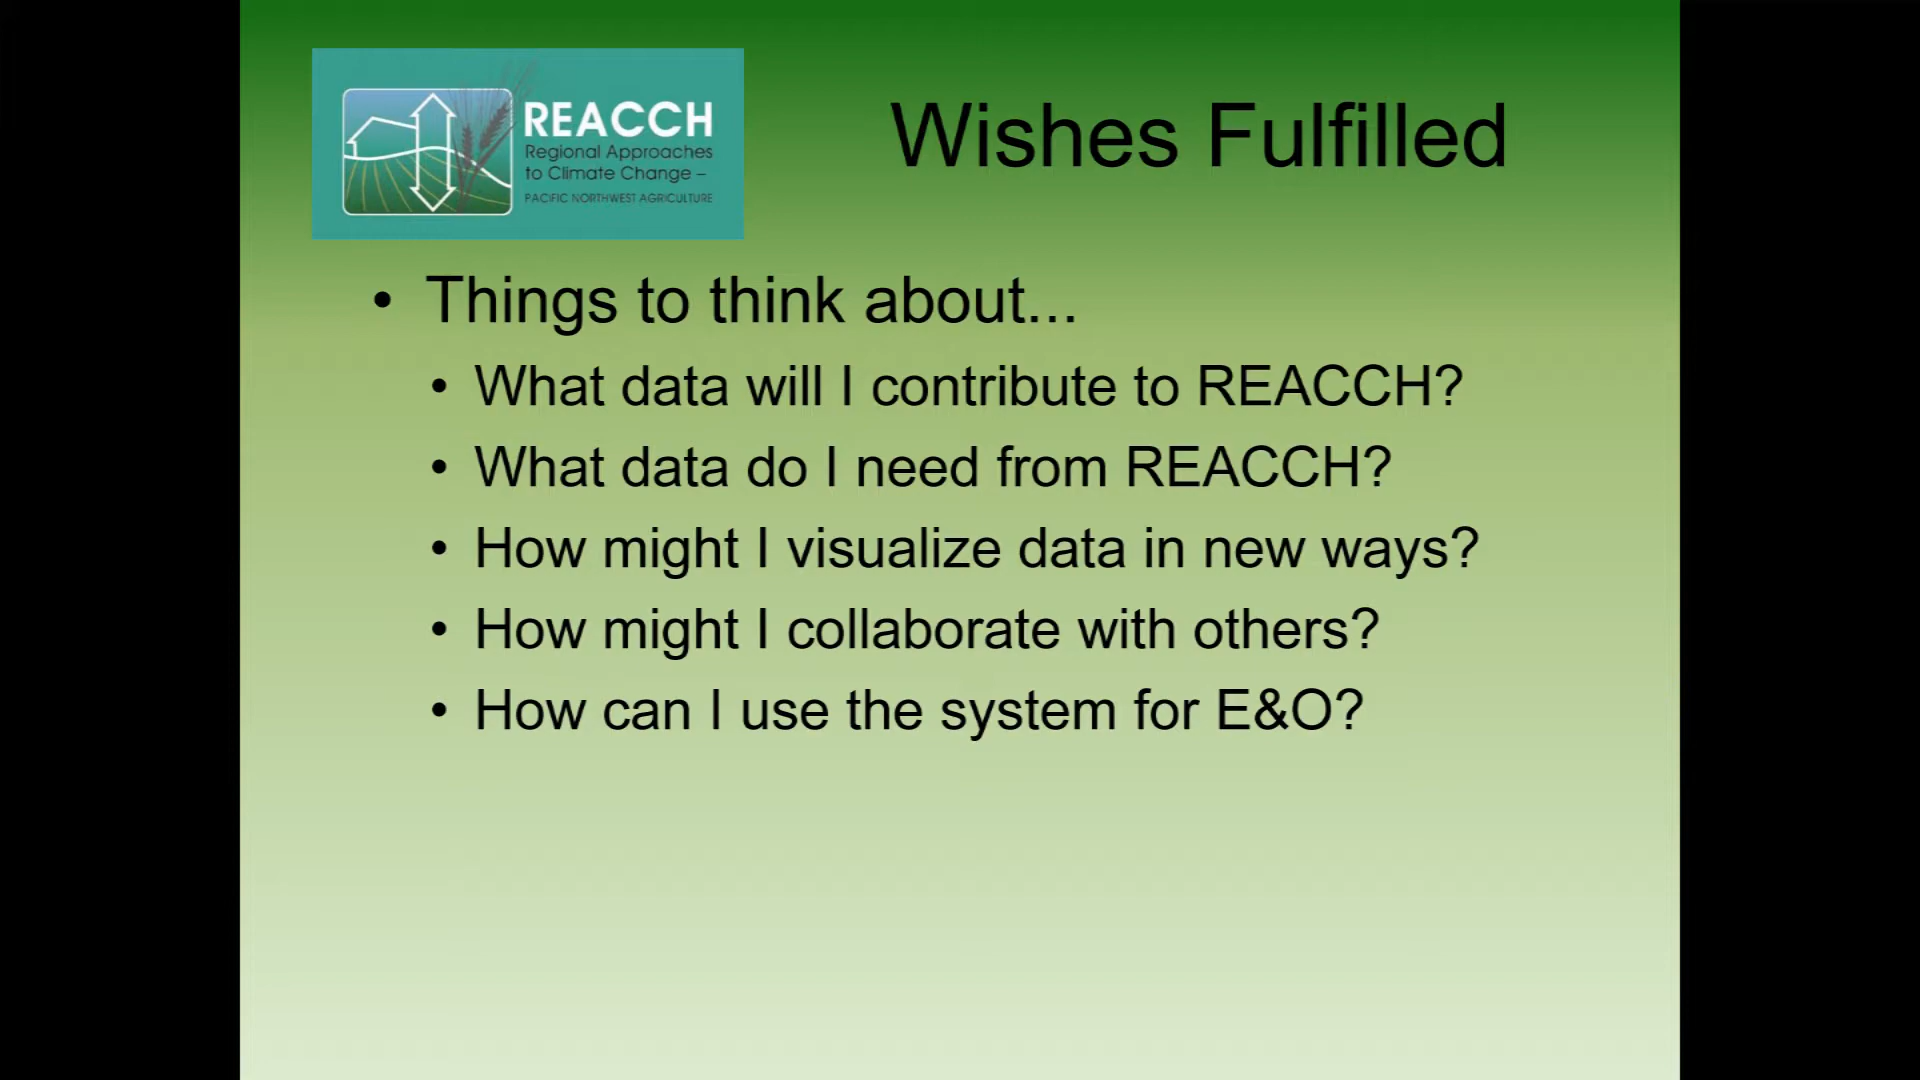 REACCH
Regional Approaches
to Climate Change –
PACIFIC NORTHWEST AGRICULTURE
Wishes Fulfilled
• Things to think about...
• What data will I contribute to REACCH?
• What data do I need from REACCH?
• How might I visualize data in new ways?
• How might I collaborate with others?
• How can I use the system for E&O?